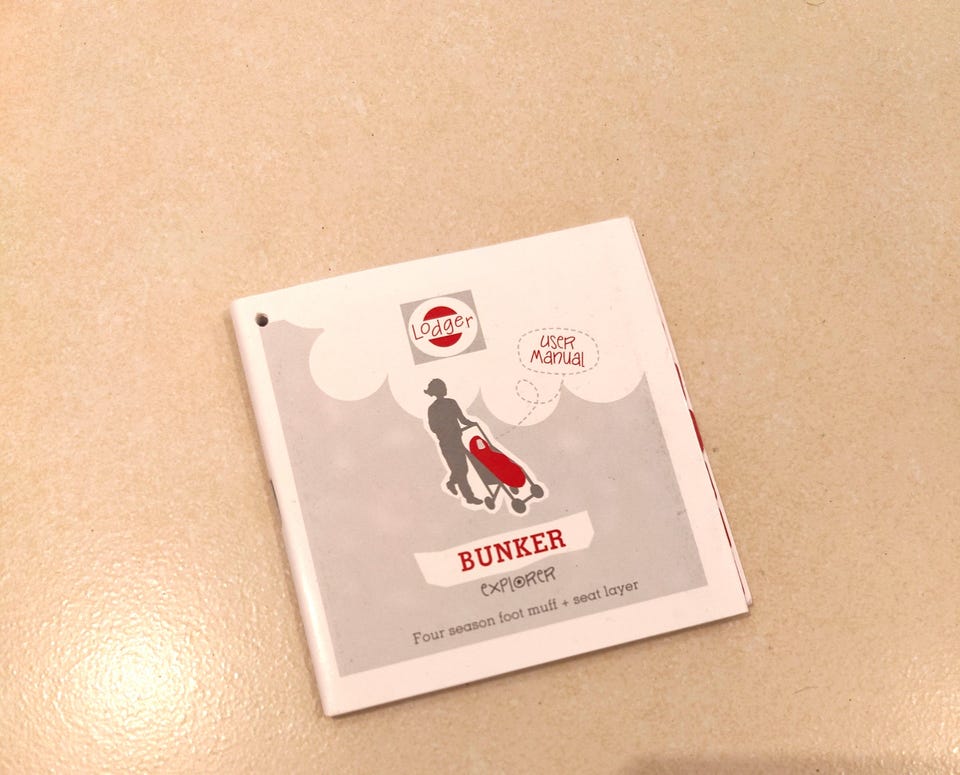 Lodger
user
manual
BUNKER
explorer
Four season foot muff + seat layer